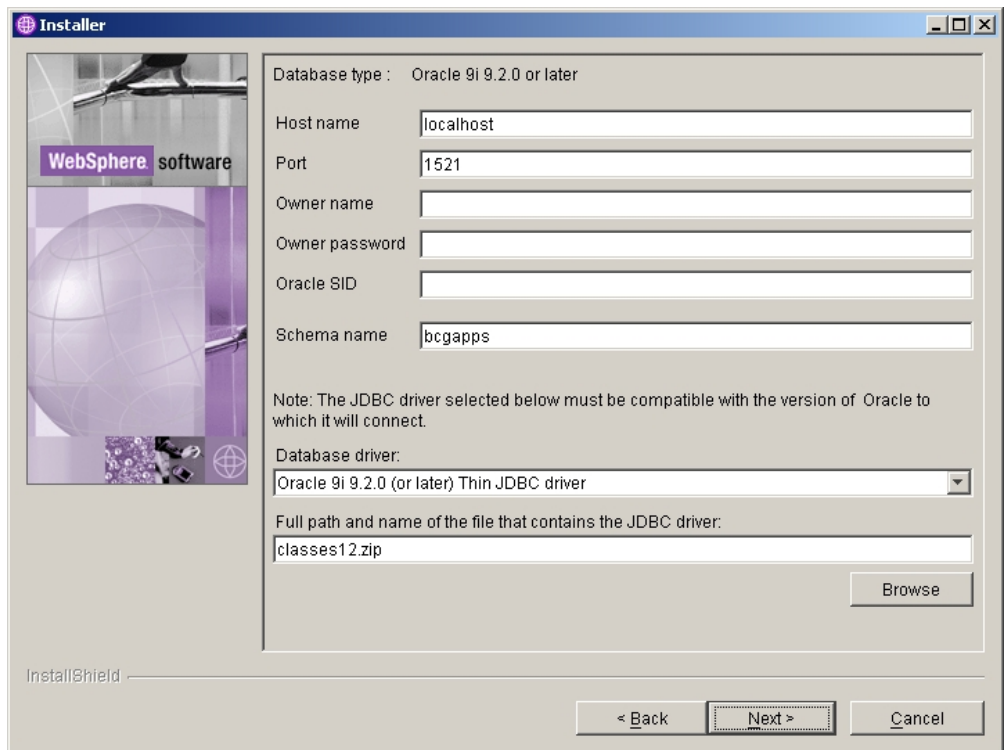 Installer
WebSphere software
Database type : Oracle 9i 9.2.0 or later
Host name localhost
Port 1521
Owner name
Owner password
Oracle SID
Schema name bcgapps
Note: The JDBC driver selected below must be compatible with the version of Oracle to
which it will connect.
Database driver:
Oracle 9i 9.2.0 (or later) Thin JDBC driver
Full path and name of the file that contains the JDBC driver:
classes12.zip
Browse
InstallShield
< Back Next > Cancel